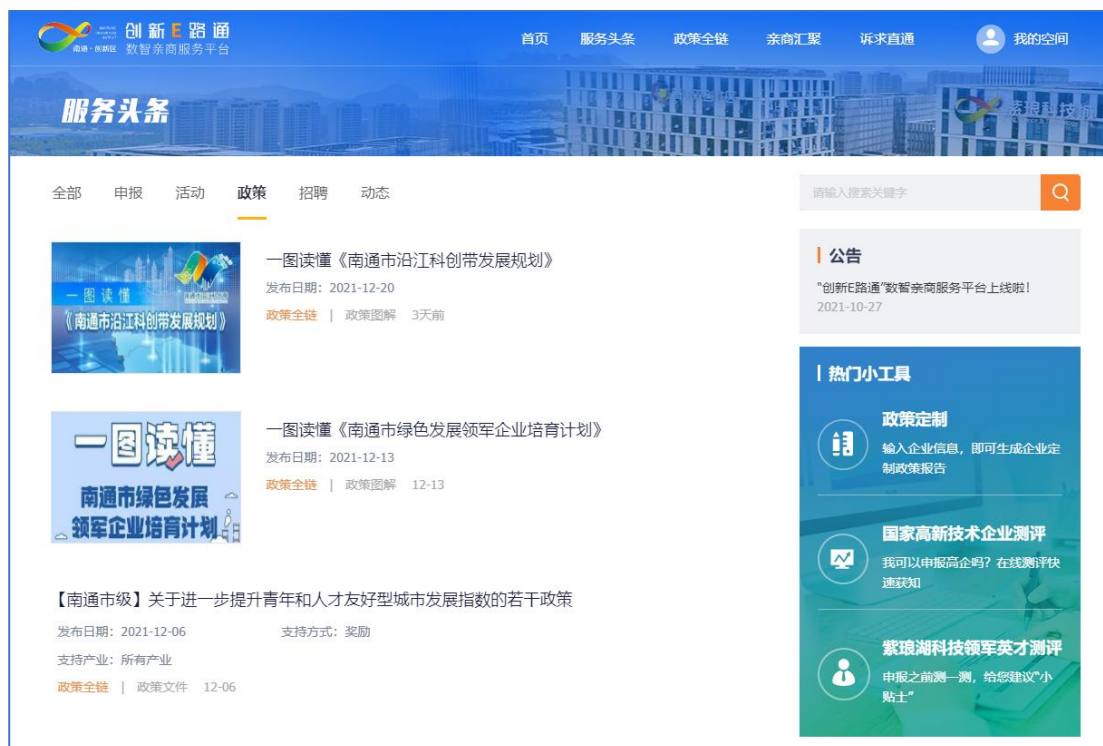 创新E路通
南通·创新区 数智亲商服务平台
首页 服务头条 政策全链 亲商汇聚 诉求直通 我的空间
服务头条
紫琅科技城
全部 申报 活动 政策 招聘 动态
请输入搜索关键字
一图读懂
《南通市沿江科创带发展规划》
一图读懂《南通市沿江科创带发展规划》
发布日期：2021-12-20
政策全链 | 政策图解 3天前
公告
“创新E路通”数智亲商服务平台上线啦！
2021-10-27
一图读懂
南通市绿色发展
领军企业培育计划
一图读懂《南通市绿色发展领军企业培育计划》
发布日期：2021-12-13
政策全链 | 政策图解 12-13
【南通市级】关于进一步提升青年和人才友好型城市发展指数的若干政策
发布日期：2021-12-06 支持方式：奖励
支持产业：所有产业
政策全链 | 政策文件 12-06
热门小工具
政策定制
输入企业信息，即可生成企业定
制政策报告
国家高新技术企业测评
我可以申报高企吗？在线测评快
速获知
紫琅湖科技领军英才测评
申报之前测一测，给您建议“小
贴士”